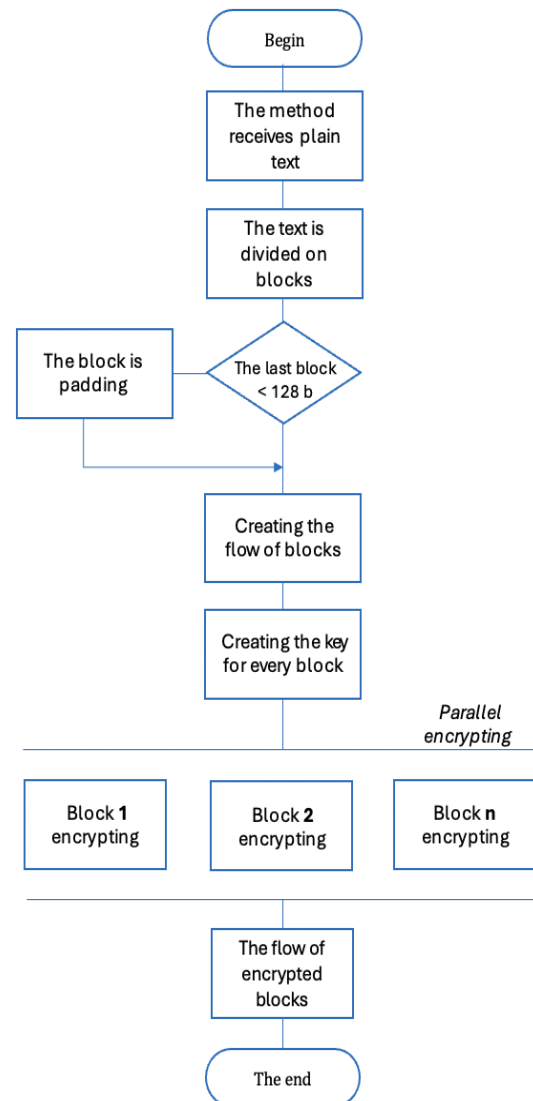 Begin
The method
receives plain
text
The text is
divided on
blocks
The block is
padding
The last block
< 128 b
Creating the
flow of blocks
Creating the key
for every block
Parallel
encrypting
Block 1
encrypting
Block 2
encrypting
Block n
encrypting
The flow of
encrypted
blocks
The end